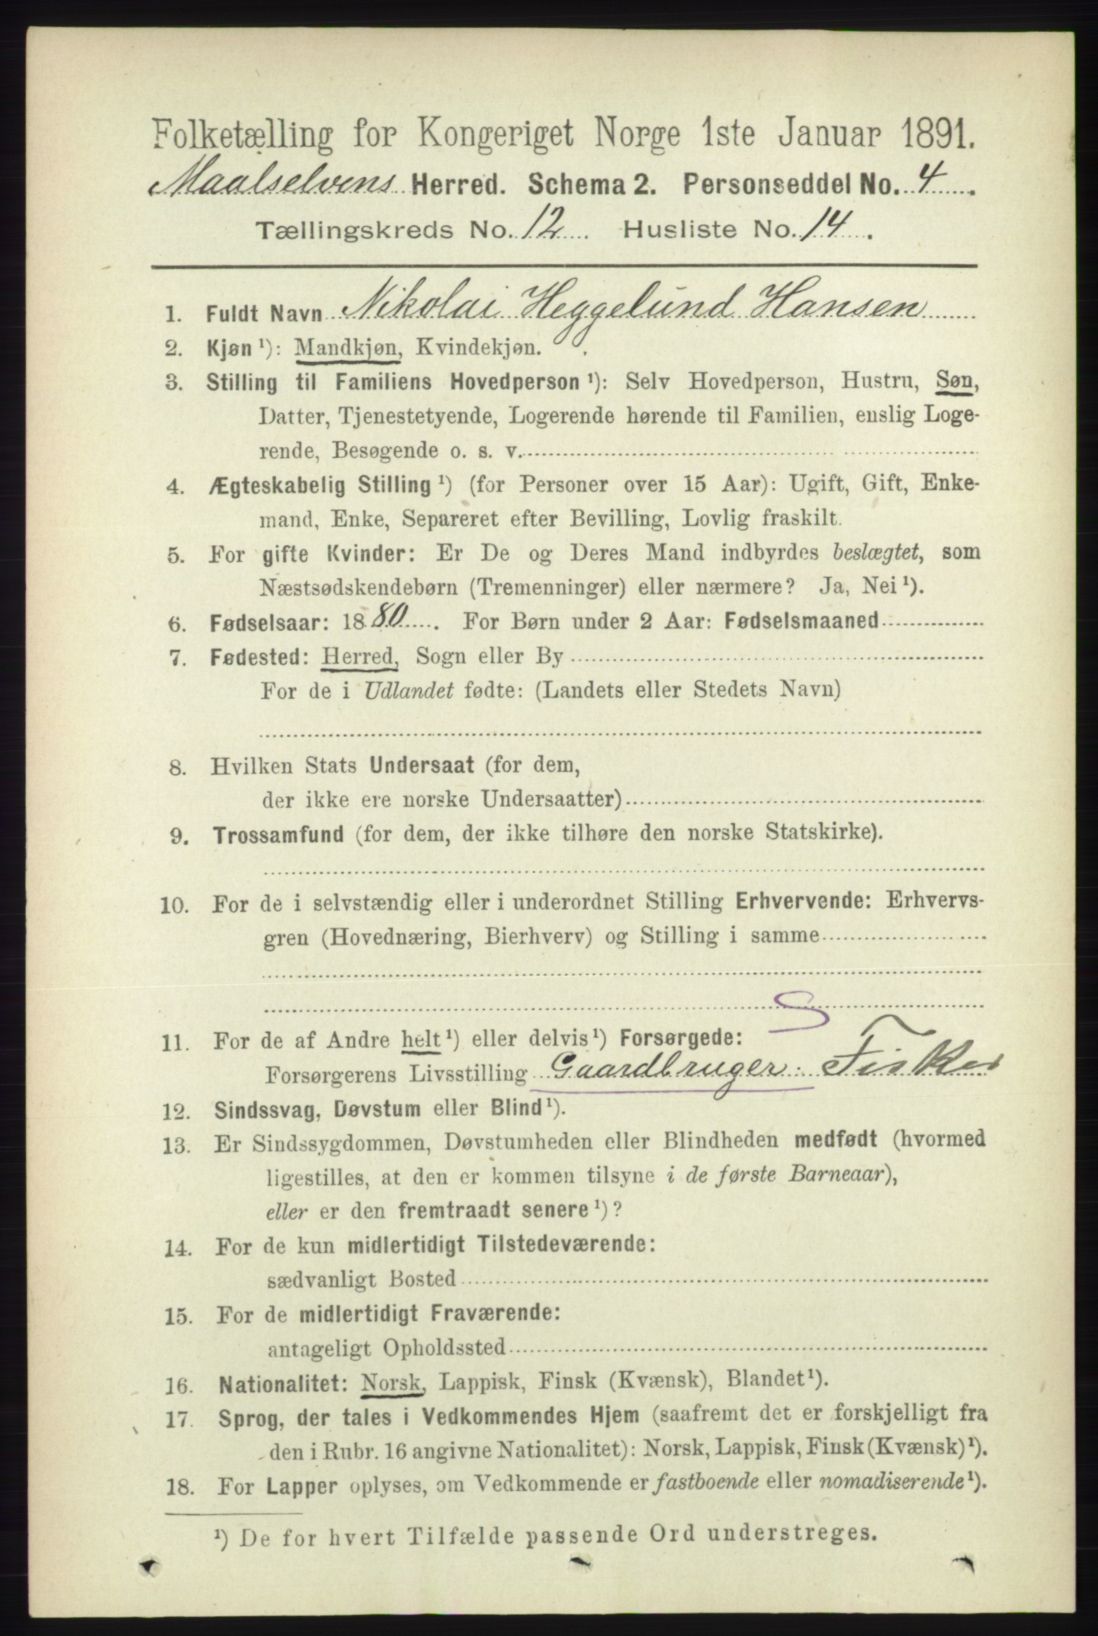 Folketælling for Kongeriget Norge 1ste Januar 1891.
Maalselvens Herred. Schema 2. Personseddel No. 4.
Tællingskreds No. 12. Husliste No. 14.
1. Fuldt Navn Nikolai Heggelund Hansen
2. Kjøn ¹): Mandkjøn, Kvindekjøn.
3. Stilling til Familiens Hovedperson ¹): Selv Hovedperson, Hustru, Søn,
Datter, Tjenestetyende, Logerende hørende til Familien, enslig Loge-
rende, Besøgende o. s. v.
4. Ægteskabelig Stilling ¹) (for Personer over 15 Aar): Ugift, Gift, Enke-
mand, Enke, Separeret efter Bevilling, Lovlig fraskilt.
5. For gifte Kvinder: Er De og Deres Mand indbyrdes beslægtet, som
Næstsødskendebørn (Tremenninger) eller nærmere? Ja, Nei ¹).
6. Fødselsaar: 1880. For Børn under 2 Aar: Fødselsmaaned
7. Fødested: Herred, Sogn eller By
For de i Udlandet fødte: (Landets eller Stedets Navn)
8. Hvilken Stats Undersaat (for dem,
der ikke ere norske Undersaatter)
9. Trossamfund (for dem, der ikke tilhøre den norske Statskirke).
10. For de i selvstændig eller i underordnet Stilling Erhvervende: Erhvervs-
gren (Hovednæring, Bierhverv) og Stilling i samme
S
11. For de af Andre helt ¹) eller delvis ¹) Forsørgede:
Forsørgerens Livsstilling Gaardbruger. Fisker
12. Sindssvag, Døvstum eller Blind ¹).
13. Er Sindssygdommen, Døvstumheden eller Blindheden medfødt (hvormed
ligestilles, at den er kommen tilsyne i de første Barneaar),
eller er den fremtraadt senere ¹)?
14. For de kun midlertidigt Tilstedeværende:
sædvanligt Bosted
15. For de midlertidigt Fraværende:
antageligt Opholdssted
16. Nationalitet: Norsk, Lappisk, Finsk (Kvænsk), Blandet ¹).
17. Sprog, der tales i Vedkommendes Hjem (saafremt det er forskjelligt fra
den i Rubr. 16 angivne Nationalitet): Norsk, Lappisk, Finsk (Kvænsk) ¹).
18. For Lapper oplyses, om Vedkommende er fastboende eller nomadiserende ¹).
¹) De for hvert Tilfælde passende Ord understreges.